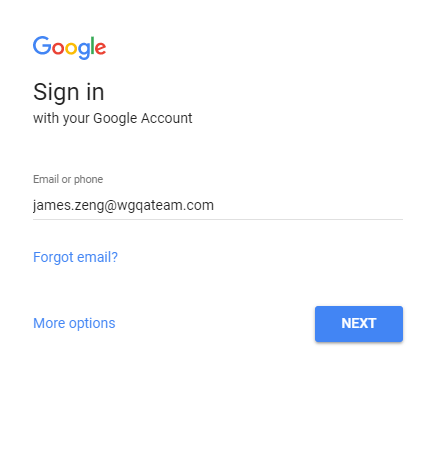 Google
Sign in
with your Google Account
Email or phone
james.zeng@wgqateam.com
Forgot email?
More options
NEXT